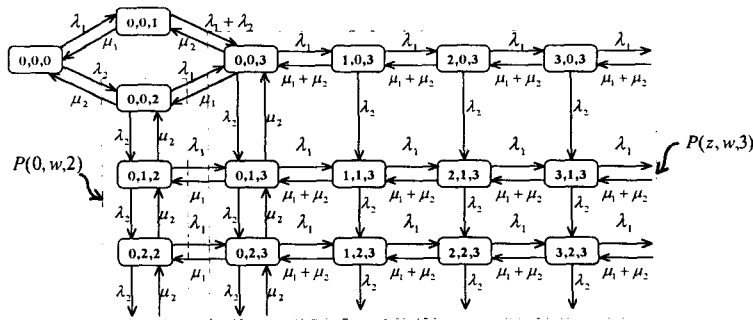 λ₁ 0,0,1 λ₁ + λ₂
μ₁ μ₂ λ₁ λ₁ λ₁ λ₁
0,0,0 0,0,3 1,0,3 2,0,3 3,0,3
λ₂ λ₁ μ₁ + μ₂ μ₁ + μ₂ μ₁ + μ₂ μ₁ + μ₂
μ₂ 0,0,2 μ₁
λ₂ μ₂ λ₂ μ₂ λ₂ λ₂ λ₂
P(0, w,2) λ₁ λ₁ λ₁ λ₁ λ₁ P(z, w,3)
0,1,2 0,1,3 1,1,3 2,1,3 3,1,3
μ₁ μ₁ + μ₂ μ₁ + μ₂ μ₁ + μ₂ μ₁ + μ₂
λ₂ μ₂ λ₂ μ₂ λ₂ λ₂ λ₂
λ₁ λ₁ λ₁ λ₁ λ₁
0,2,2 0,2,3 1,2,3 2,2,3 3,2,3
μ₁ μ₁ + μ₂ μ₁ + μ₂ μ₁ + μ₂ μ₁ + μ₂
λ₂ μ₂ λ₂ μ₂ λ₂ λ₂ λ₂